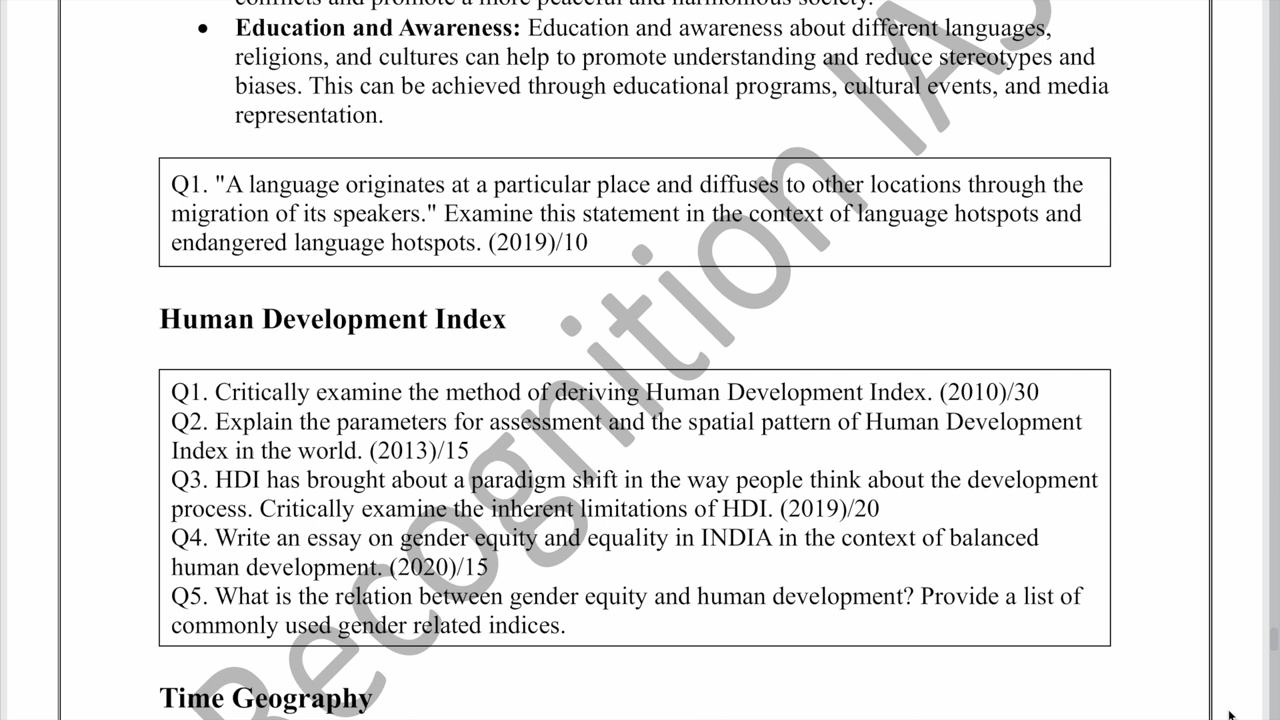 conflicts and promote a more peaceful and harmonious society.
• Education and Awareness: Education and awareness about different languages,
religions, and cultures can help to promote understanding and reduce stereotypes and
biases. This can be achieved through educational programs, cultural events, and media
representation.
Q1. "A language originates at a particular place and diffuses to other locations through the
migration of its speakers." Examine this statement in the context of language hotspots and
endangered language hotspots. (2019)/10
Human Development Index
Q1. Critically examine the method of deriving Human Development Index. (2010)/30
Q2. Explain the parameters for assessment and the spatial pattern of Human Development
Index in the world. (2013)/15
Q3. HDI has brought about a paradigm shift in the way people think about the development
process. Critically examine the inherent limitations of HDI. (2019)/20
Q4. Write an essay on gender equity and equality in INDIA in the context of balanced
human development. (2020)/15
Q5. What is the relation between gender equity and human development? Provide a list of
commonly used gender related indices.
Time Geography
Recognition IAS